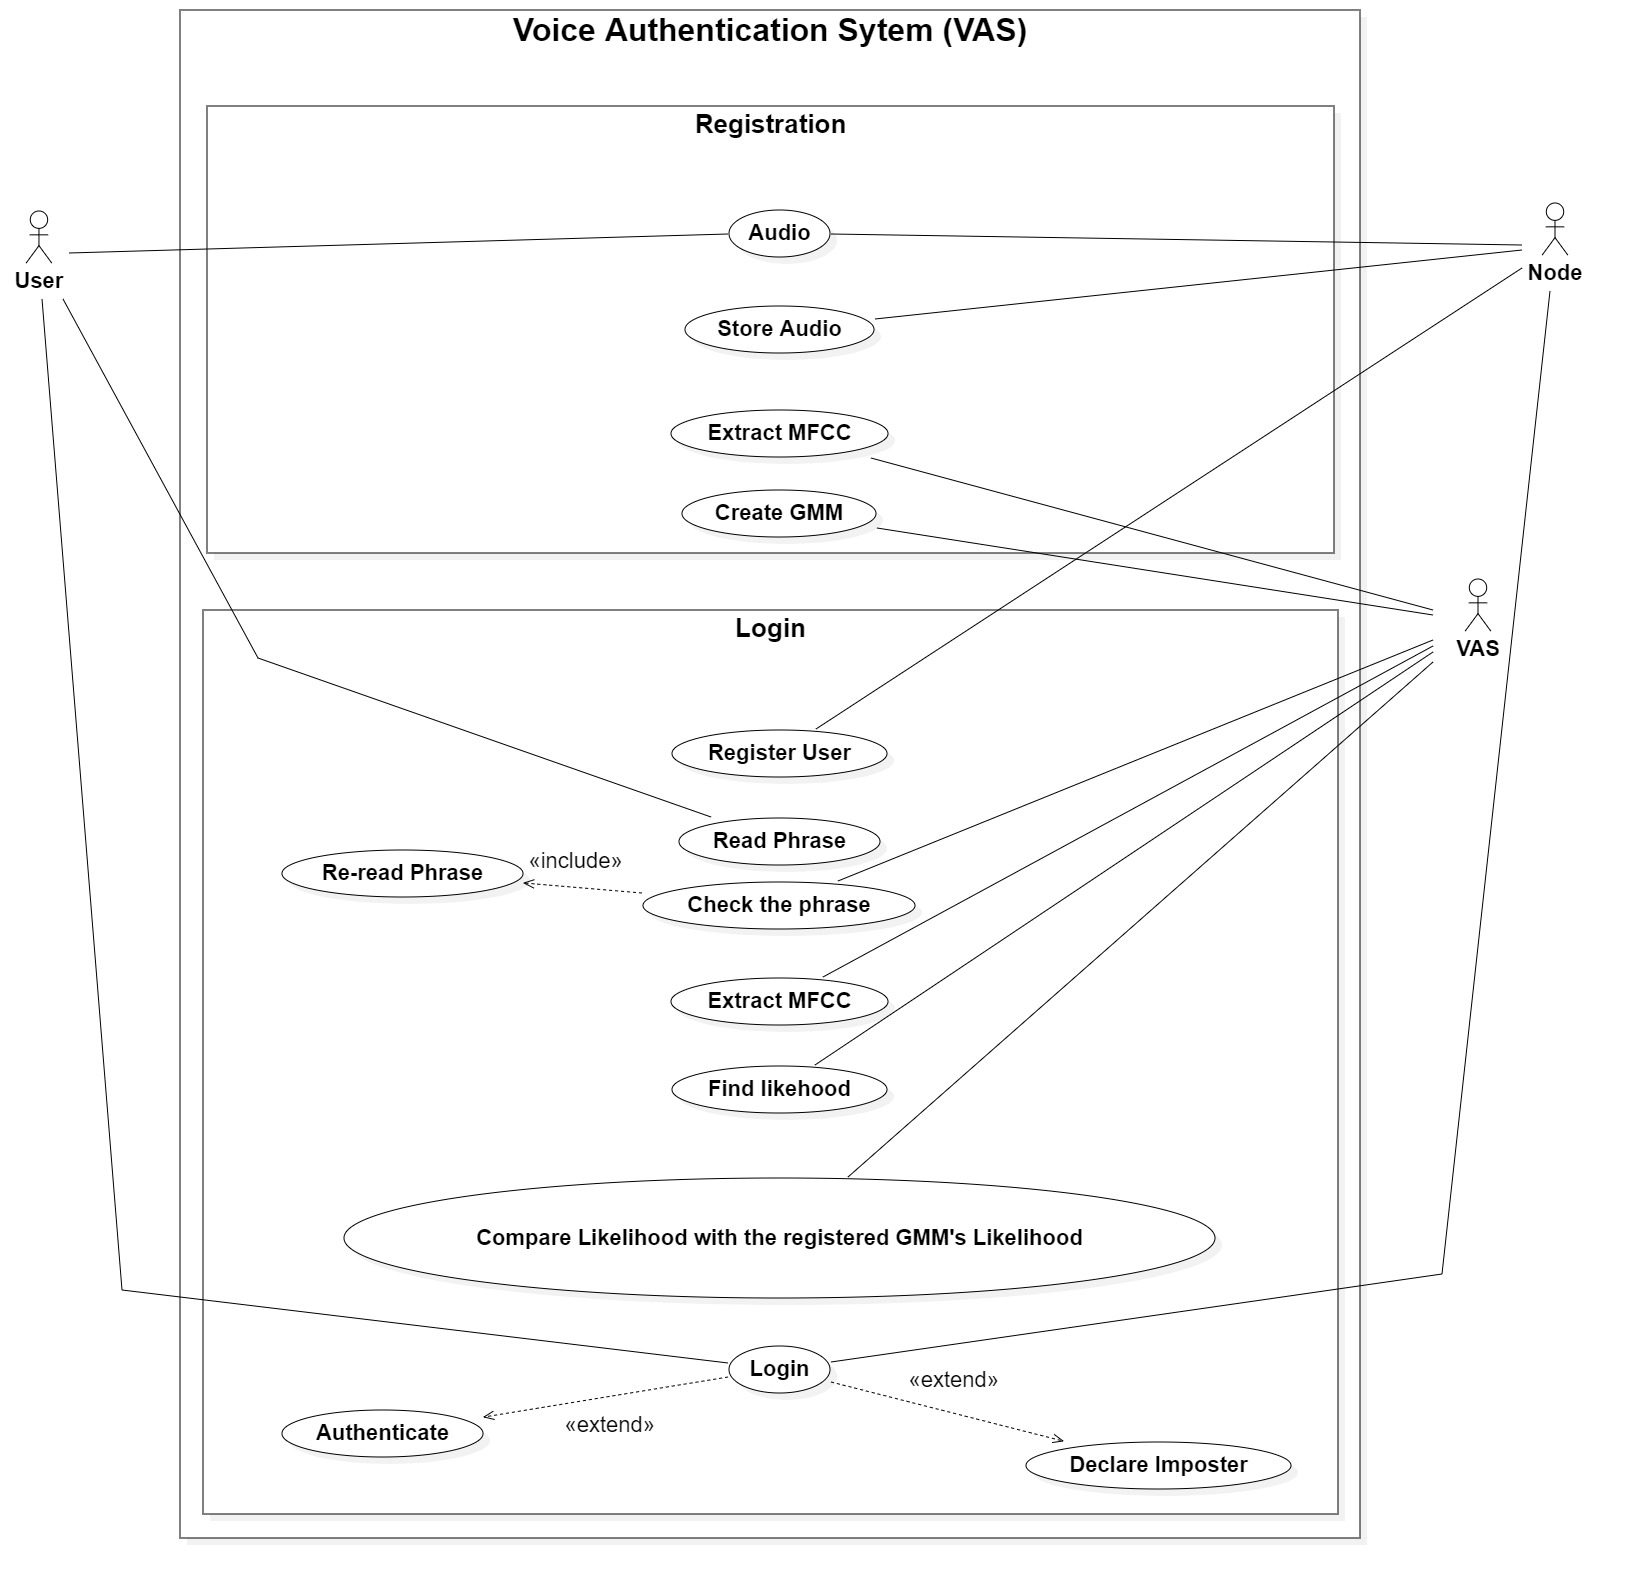 Voice Authentication Sytem (VAS)
Registration
Audio
User
Node
Store Audio
Extract MFCC
Create GMM
Login
VAS
Register User
Read Phrase
«include»
Re-read Phrase
Check the phrase
Extract MFCC
Find likehood
Compare Likelihood with the registered GMM's Likelihood
Login
«extend»
«extend»
Authenticate
Declare Imposter